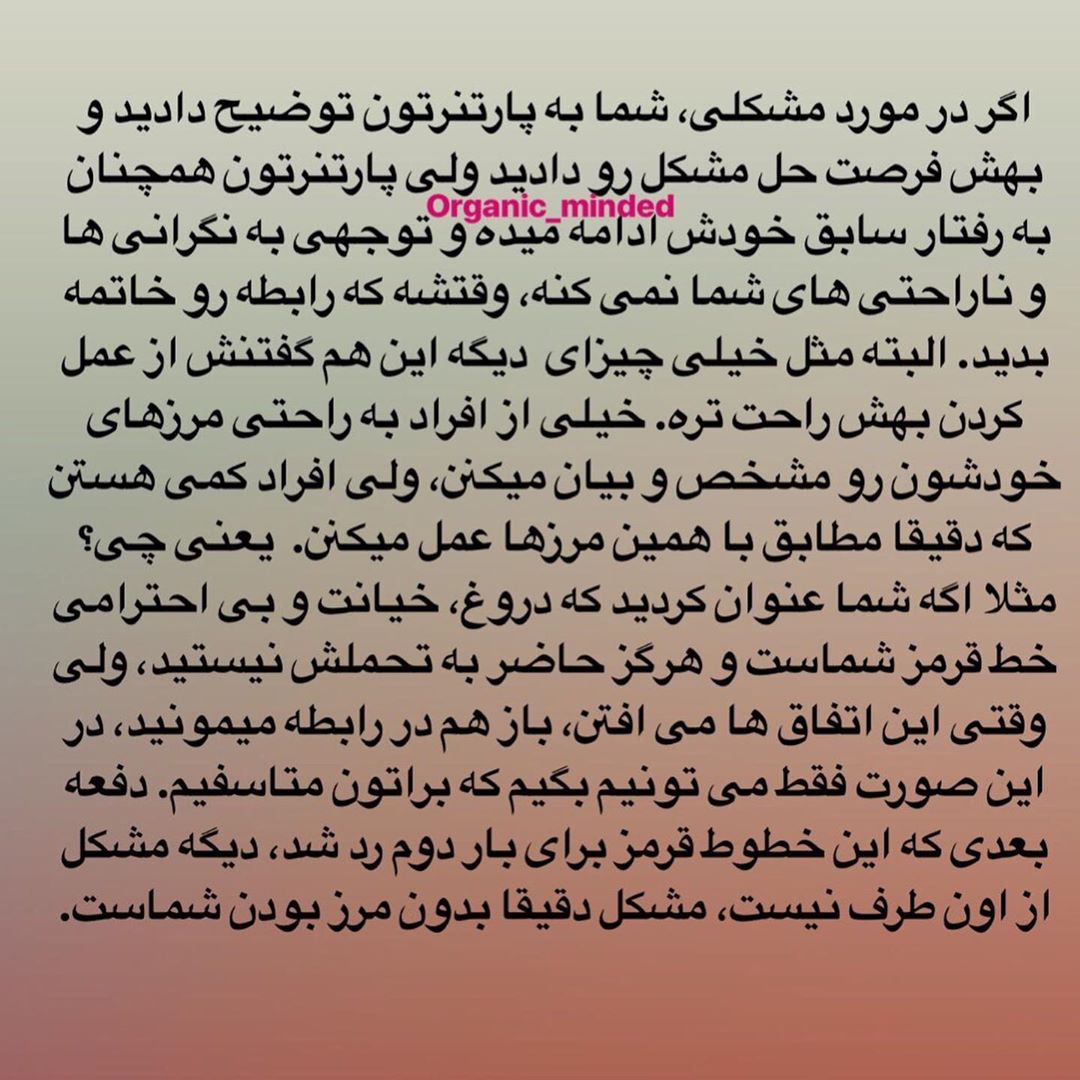 اگر در مورد مشکلی، شما به پارتنرتون توضیح دادید و
بهش فرصت حل مشکل رو دادید ولی پارتنرتون همچنان
Organic_minded
به رفتار سابق خودش ادامه میده و توجهی به نگرانی ها
و ناراحتی های شما نمی کنه، وقتشه که رابطه رو خاتمه
بدید. البته مثل خیلی چیزای دیگه این هم گفتنش از عمل
کردن بهش راحت تره. خیلی از افراد به راحتی مرزهای
خودشون رو مشخص و بیان میکنن، ولی افراد کمی هستن
که دقیقا مطابق با همین مرزها عمل میکنن. یعنی چی؟
مثلا اگه شما عنوان کردید که دروغ، خیانت و بی احترامی
خط قرمز شماست و هرگز حاضر به تحملش نیستید، ولی
وقتی این اتفاق ها می افتن، باز هم در رابطه میمونید، در
این صورت فقط می تونیم بگیم که براتون متاسفیم. دفعه
بعدی که این خطوط قرمز برای بار دوم رد شد، دیگه مشکل
از اون طرف نیست، مشکل دقیقا بدون مرز بودن شماست.